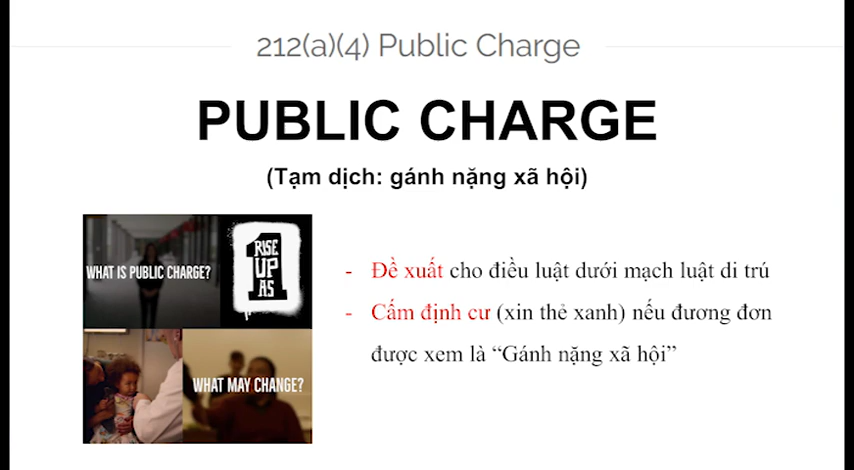 212(a)(4) Public Charge
PUBLIC CHARGE
(Tạm dịch: gánh nặng xã hội)
WHAT IS PUBLIC CHARGE?
RISE
UP
AS
1
WHAT MAY CHANGE?
- Đề xuất cho điều luật dưới mạch luật di trú
- Cấm định cư (xin thẻ xanh) nếu đương đơn
được xem là “Gánh nặng xã hội”